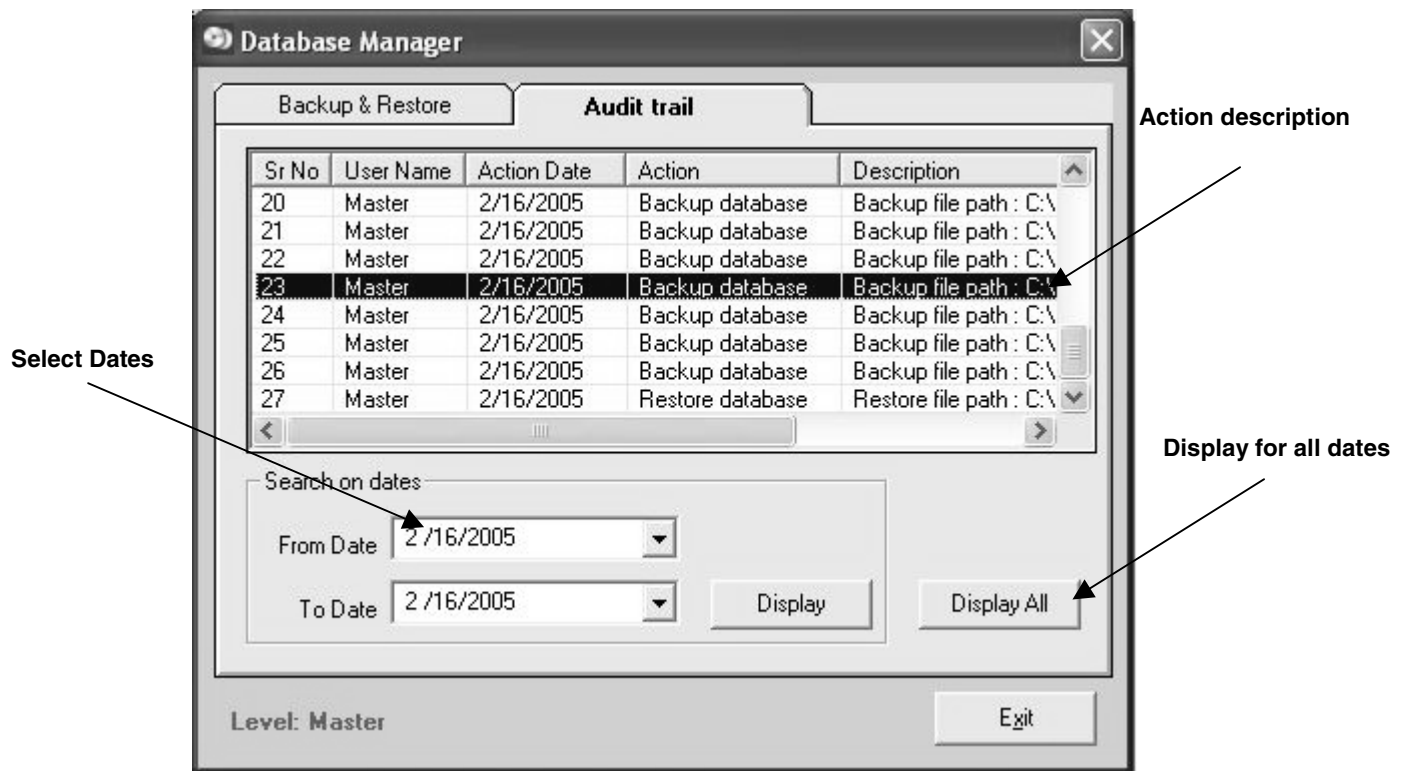 Database Manager
Backup & Restore
Audit trail
Action description
Sr No User Name Action Date Action Description
20 Master 2/16/2005 Backup database Backup file path : C:\
21 Master 2/16/2005 Backup database Backup file path : C:\
22 Master 2/16/2005 Backup database Backup file path : C:\
23 Master 2/16/2005 Backup database Backup file path : C:\
24 Master 2/16/2005 Backup database Backup file path : C:\
25 Master 2/16/2005 Backup database Backup file path : C:\
26 Master 2/16/2005 Backup database Backup file path : C:\
27 Master 2/16/2005 Restore database Restore file path : C:\
Select Dates
Display for all dates
Search on dates
From Date 2 /16/2005
To Date 2 /16/2005
Display
Display All
Level: Master
Exit